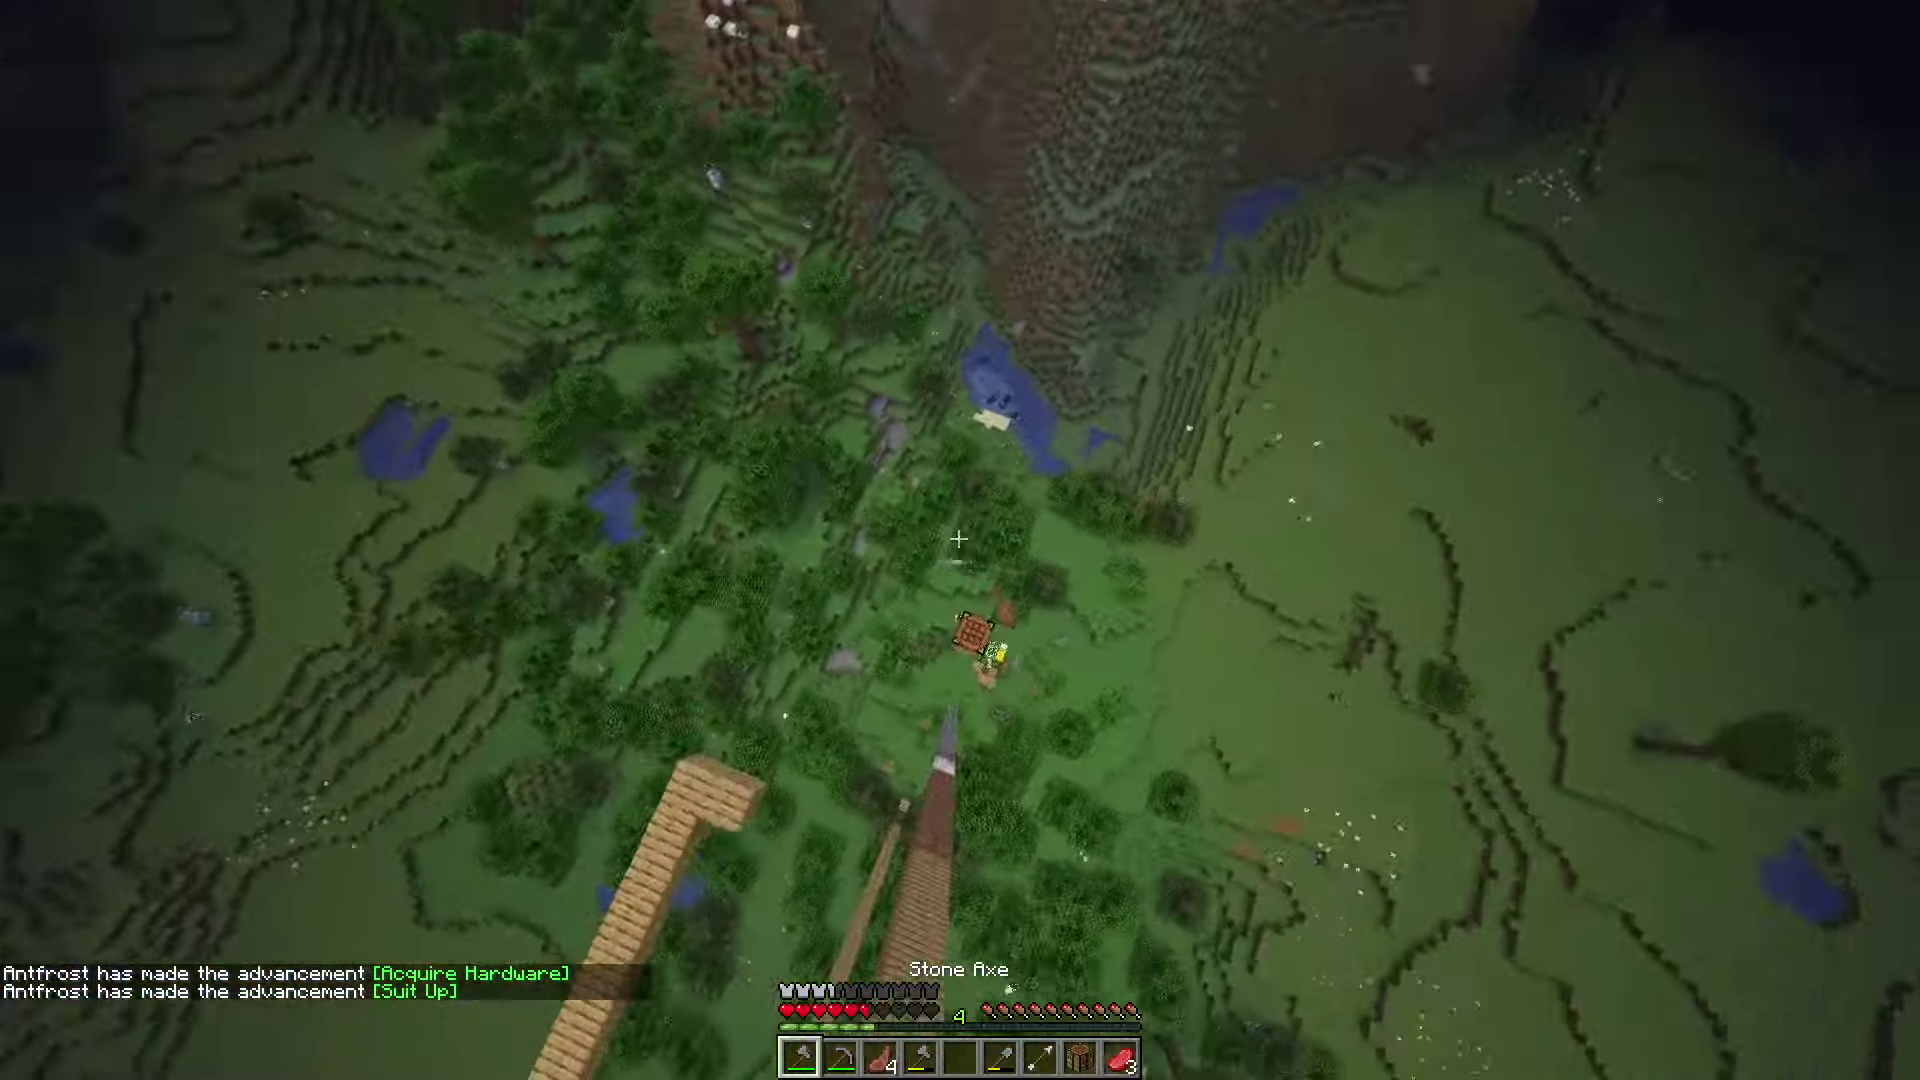 Antfrost has made the advancement [Acquire Hardware]
Antfrost has made the advancement [Suit Up]
Stone Axe
4
4
3